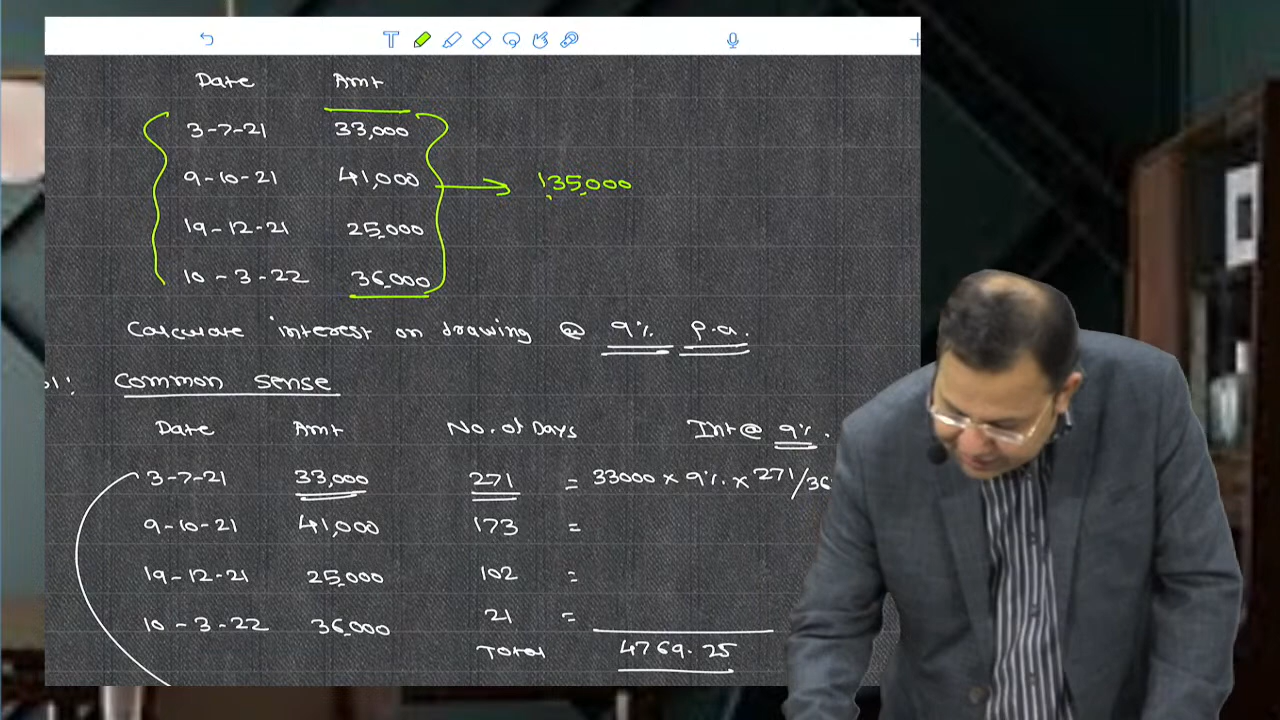 Date Amt
3-7-21 33,000
9-10-21 41,000 → 135,000
19-12-21 25,000
10-3-22 36,000
Calculate interest on drawing @ 9% p.a.
Common sense
Date Amt No. of Days Int @ 9%.
3-7-21 33,000 271 = 33000 × 9% × 271/36
9-10-21 41,000 173 =
19-12-21 25,000 102 =
10-3-22 36,000 21 =
Total 4769.25